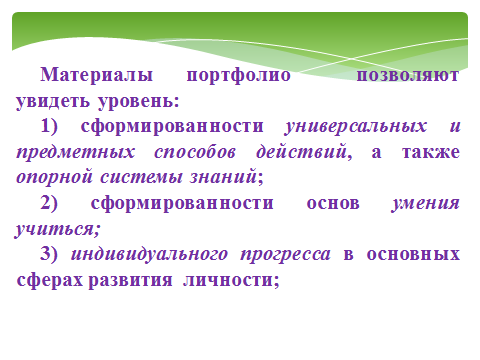 Материалы портфолио позволяют
увидеть уровень:
1) сформированности универсальных и
предметных способов действий, а также
опорной системы знаний;
2) сформированности основ умения
учиться;
3) индивидуального прогресса в основных
сферах развития личности;